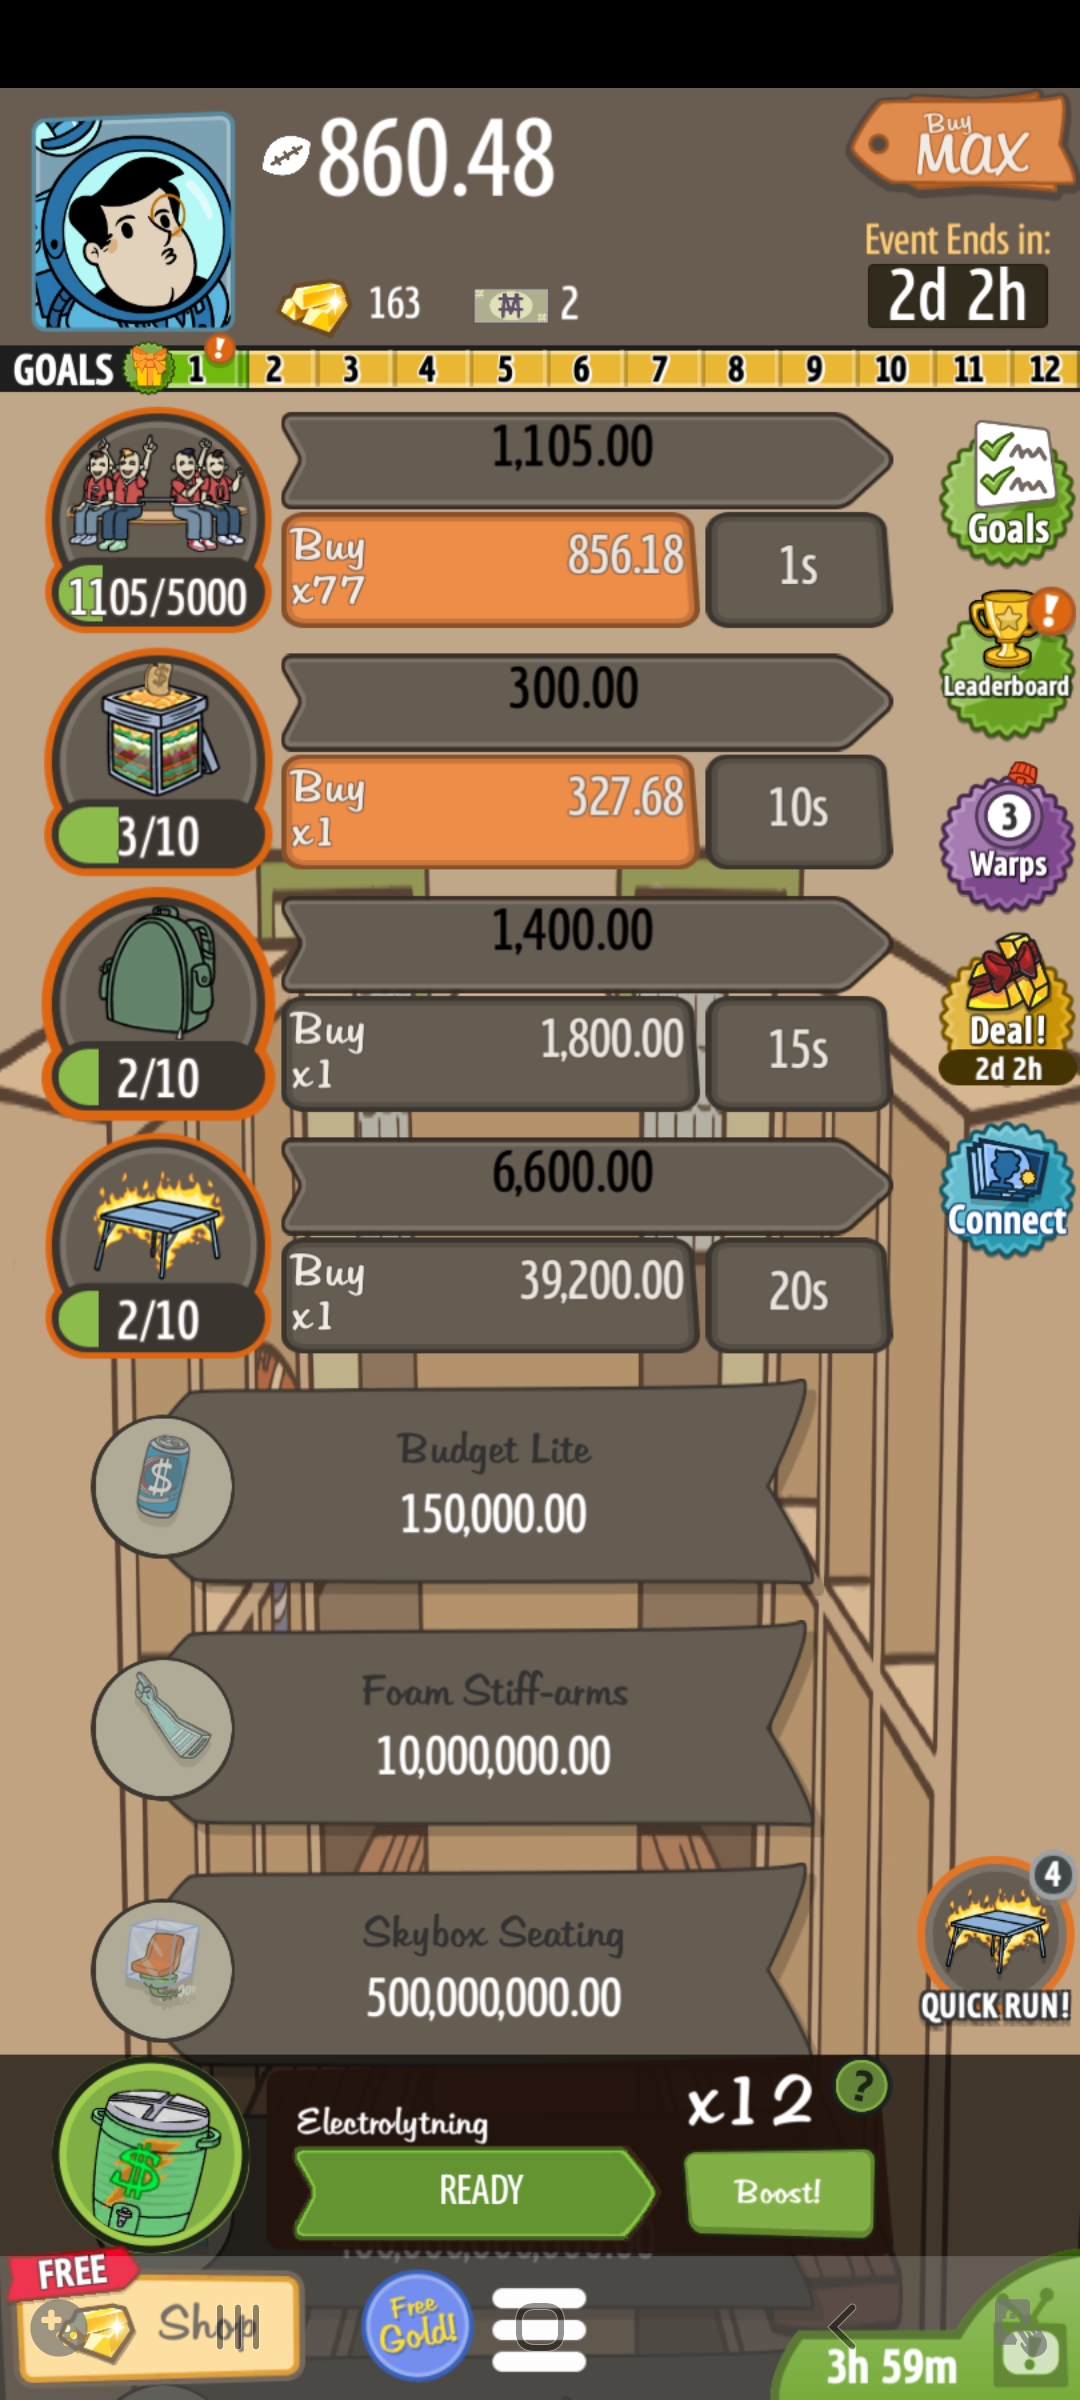 860.48
Buy
MAX
Event Ends in:
2d 2h
163
2
GOALS 1 ! 2 3 4 5 6 7 8 9 10 11 12
1,105.00
Buy
x77
856.18
1s
1105/5000
Goals
300.00
Buy
x1
327.68
10s
3/10
!
Leaderboard
3
Warps
1,400.00
Buy
x1
1,800.00
15s
2/10
Deal!
2d 2h
6,600.00
Buy
x1
39,200.00
20s
2/10
Connect
$
Budget Lite
150,000.00
Foam Stiff-arms
10,000,000.00
Skybox Seating
500,000,000.00
4
QUICK RUN!
$
Electrolytning
x12
?
READY
Boost!
FREE
Shop
Free
Gold!
3h 59m